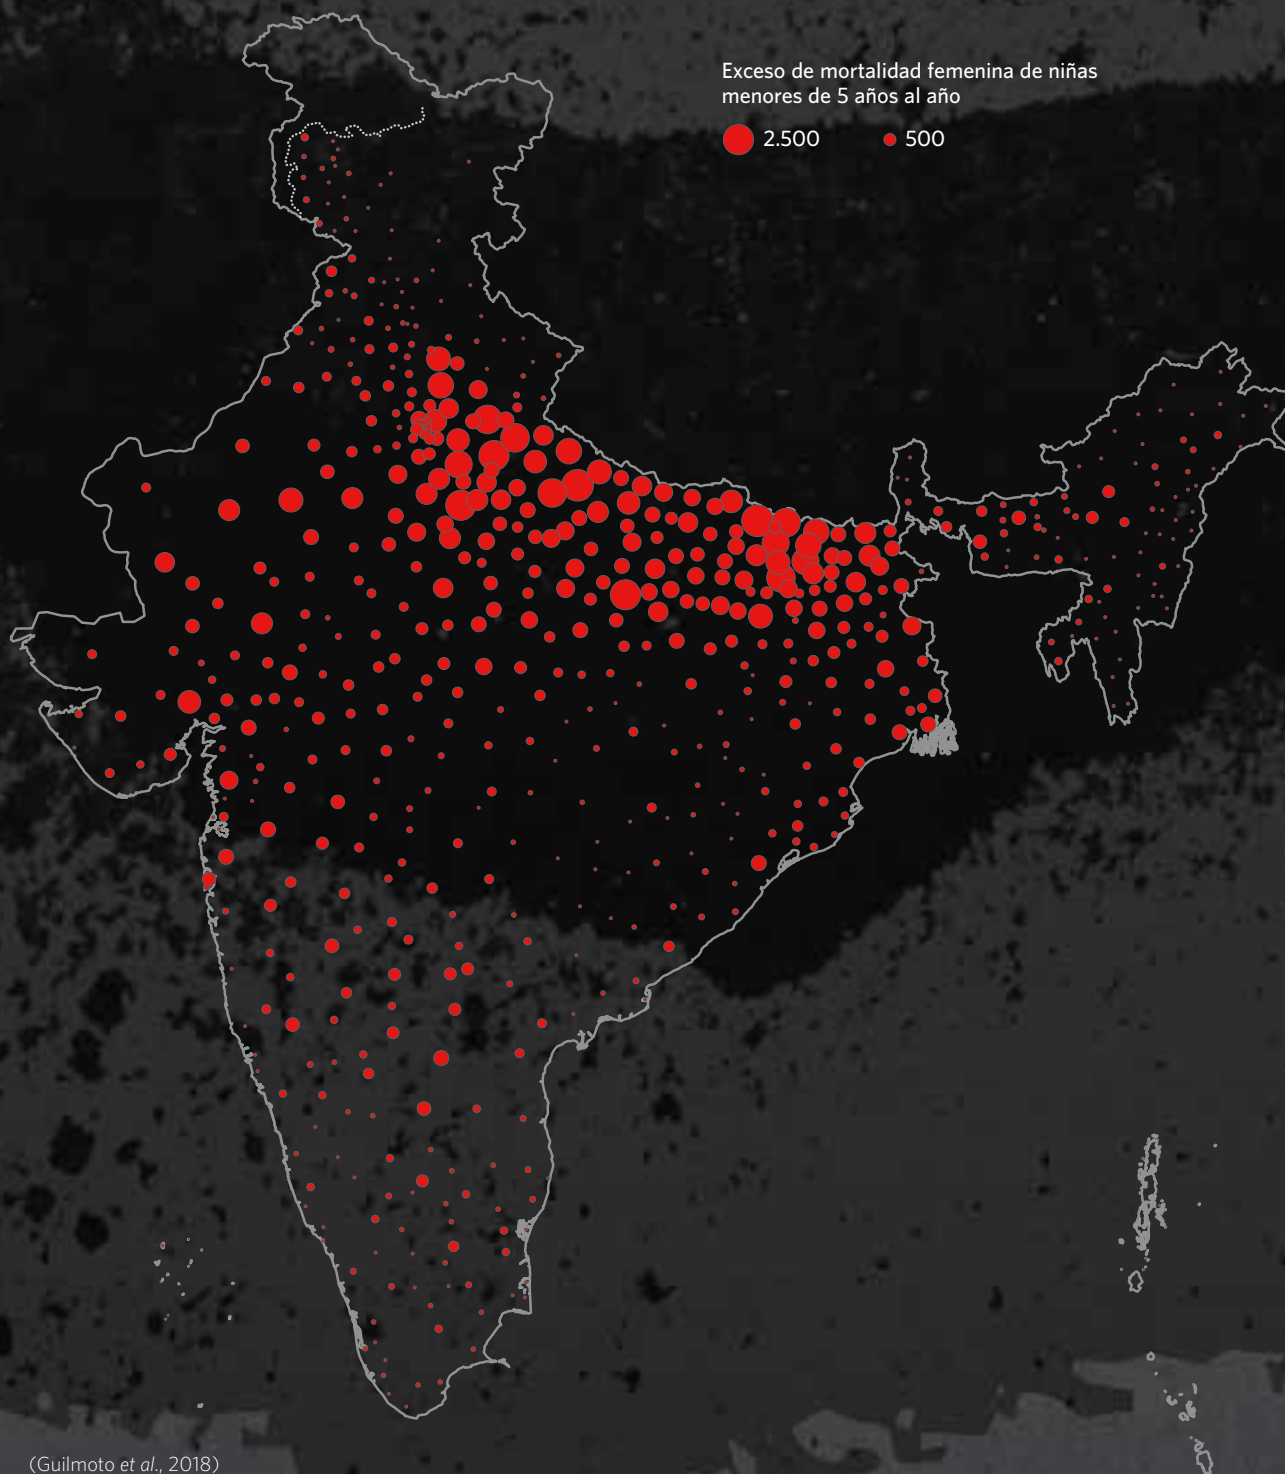 Exceso de mortalidad femenina de niñas
menores de 5 años al año
2.500 500
(Guilmoto et al., 2018)